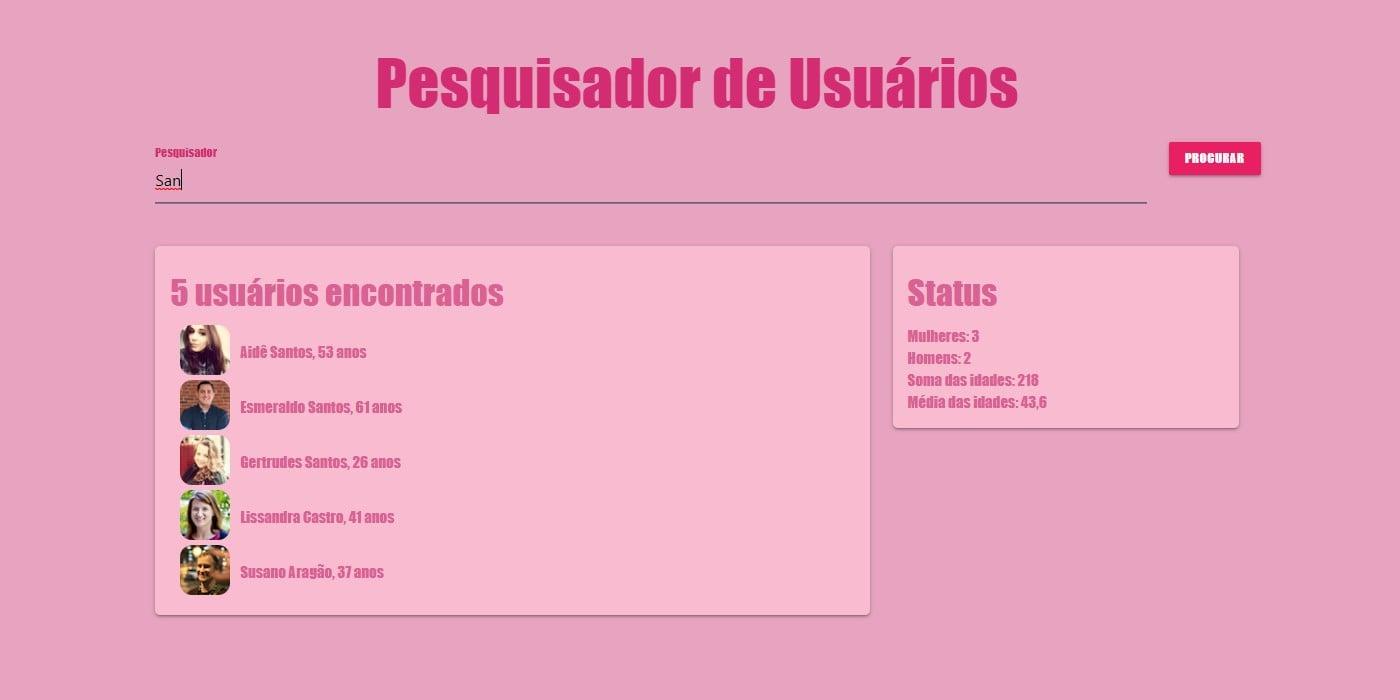 Pesquisador de Usuários
Pesquisador
San
PROCURAR
5 usuários encontrados
Aidê Santos, 53 anos
Esmeraldo Santos, 61 anos
Gertrudes Santos, 26 anos
Lissandra Castro, 41 anos
Susano Aragão, 37 anos
Status
Mulheres: 3
Homens: 2
Soma das idades: 218
Média das idades: 43,6